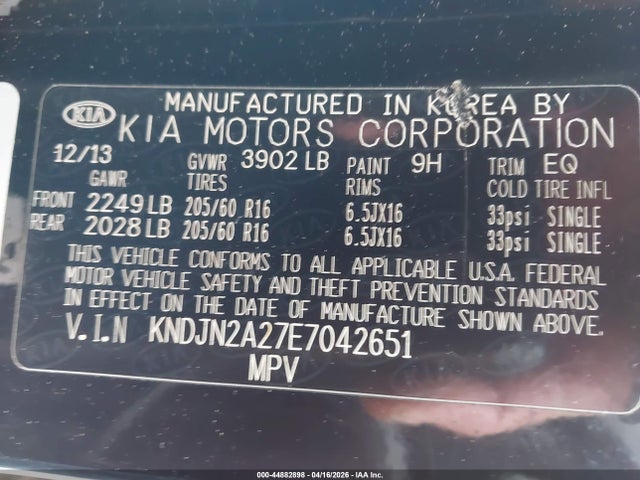 KIA MANUFACTURED IN KOREA BY
KIA MOTORS CORPORATION
12/13 GVWR 3902 LB PAINT 9H TRIM EQ
GAWR TIRES RIMS COLD TIRE INFL
FRONT 2249 LB 205/60 R16 6.5JX16 33psi SINGLE
REAR 2028 LB 205/60 R16 6.5JX16 33psi SINGLE
THIS VEHICLE CONFORMS TO ALL APPLICABLE U.S.A. FEDERAL
MOTOR VEHICLE SAFETY AND THEFT PREVENTION STANDARDS
IN EFFECT ON THE DATE OF MANUFACTURE SHOWN ABOVE.
V.I.N KNDJN2A27E7042651
MPV
000-44882898 | 04/16/2026 | IAA Inc.